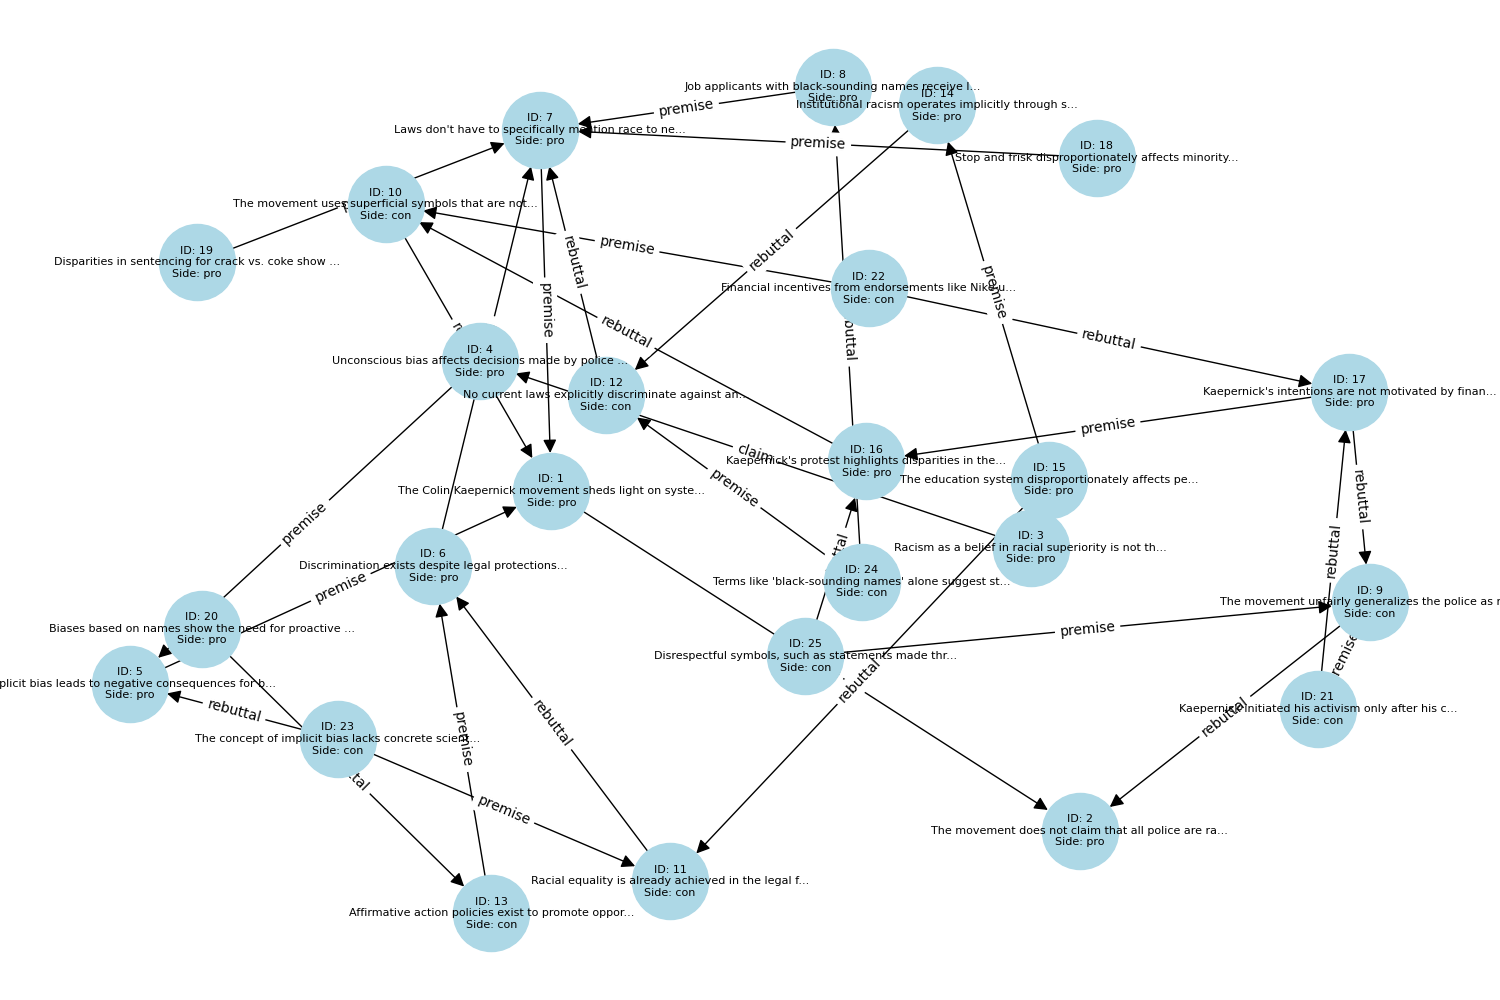 ID: 8
Job applicants with black-sounding names receive l...
Side: pro
ID: 14
Institutional racism operates implicitly through s...
Side: pro
ID: 7
Laws don't have to specifically mention race to ne...
Side: pro
premise
premise
ID: 18
Stop and frisk disproportionately affects minority...
Side: pro
ID: 10
The movement uses superficial symbols that are not...
Side: con
ID: 19
Disparities in sentencing for crack vs. coke show ...
Side: pro
rebuttal
premise
rebuttal
ID: 22
Financial incentives from endorsements like Nike u...
Side: con
premise
premise
rebuttal
rebuttal
ID: 4
Unconscious bias affects decisions made by police ...
Side: pro
ID: 12
No current laws explicitly discriminate against an...
Side: con
ID: 17
Kaepernick's intentions are not motivated by finan...
Side: pro
premise
claim
ID: 16
Kaepernick's protest highlights disparities in the...
Side: pro
ID: 15
The education system disproportionately affects pe...
Side: pro
ID: 1
The Colin Kaepernick movement sheds light on syste...
Side: pro
premise
rebuttal
premise
ID: 3
Racism as a belief in racial superiority is not th...
Side: pro
rebuttal
ID: 6
Discrimination exists despite legal protections...
Side: pro
premise
ID: 24
Terms like 'black-sounding names' alone suggest st...
Side: con
ID: 9
The movement unfairly generalizes the police as
Side: con
ID: 20
Biases based on names show the need for proactive ...
Side: pro
premise
ID: 25
Disrespectful symbols, such as statements made thr...
Side: con
ID: 5
bias leads to negative consequences for b...
Side: pro
rebuttal
rebuttal
ID: 21
Kaepernick initiated his activism only after his c...
Side: con
rebuttal
rebuttal
premise
ID: 23
The concept of implicit bias lacks concrete scient...
Side: con
premise
ID: 2
The movement does not claim that all police are ra...
Side: pro
ID: 11
Racial equality is already achieved in the legal f...
Side: con
ID: 13
Affirmative action policies exist to promote oppor...
Side: con